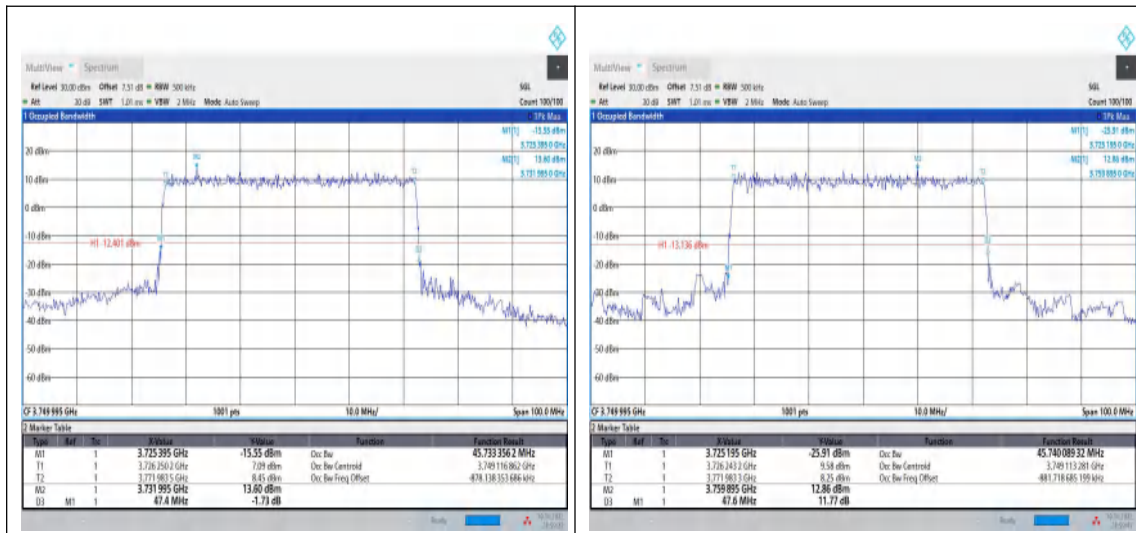 MultiView Spectrum
Ref Level 30.00 dBm Offset 7.51 dB RBW 500 kHz SGL
Att 30 dB SWT 1.01 ms VBW 2 MHz Mode Auto Sweep Count 100/100
1 Occupied Bandwidth 1Pk Max
M1[1] -15.55 dBm
3.725 395 0 GHz
M2[1] 13.60 dBm
3.731 985 0 GHz
20 dBm
10 dBm
0 dBm
-10 dBm
H1 -12.401 dBm
-20 dBm
-30 dBm
-40 dBm
-50 dBm
-60 dBm
CF 3.749 995 GHz 1001 pts 10.0 MHz/ Span 100.0 MHz
2 Marker Table
Type Ref Trc X-Value Y-Value Function Function Result
M1 1 3.725 395 GHz -15.55 dBm Occ Bw 45.733 356 2 MHz
T1 1 3.726 250 2 GHz 7.09 dBm Occ Bw Centroid 3.749 116 862 GHz
T2 1 3.771 983 5 GHz 8.45 dBm Occ Bw Freq Offset -878.138 353 686 kHz
M2 1 3.731 985 GHz 13.60 dBm
D3 M1 1 47.4 MHz -1.73 dB
Ready
MultiView Spectrum
Ref Level 30.00 dBm Offset 7.51 dB RBW 500 kHz SGL
Att 30 dB SWT 1.01 ms VBW 2 MHz Mode Auto Sweep Count 100/100
1 Occupied Bandwidth 1Pk Max
M1[1] -25.91 dBm
3.725 195 0 GHz
M2[1] 12.86 dBm
3.759 895 0 GHz
20 dBm
10 dBm
0 dBm
-10 dBm
H1 -13.136 dBm
-20 dBm
-30 dBm
-40 dBm
-50 dBm
-60 dBm
CF 3.749 995 GHz 1001 pts 10.0 MHz/ Span 100.0 MHz
2 Marker Table
Type Ref Trc X-Value Y-Value Function Function Result
M1 1 3.725 195 GHz -25.91 dBm Occ Bw 45.740 089 32 MHz
T1 1 3.726 243 2 GHz 9.58 dBm Occ Bw Centroid 3.749 113 281 GHz
T2 1 3.771 983 3 GHz 8.25 dBm Occ Bw Freq Offset -881.718 685 199 kHz
M2 1 3.759 895 GHz 12.86 dBm
D3 M1 1 47.6 MHz 11.77 dB
Ready